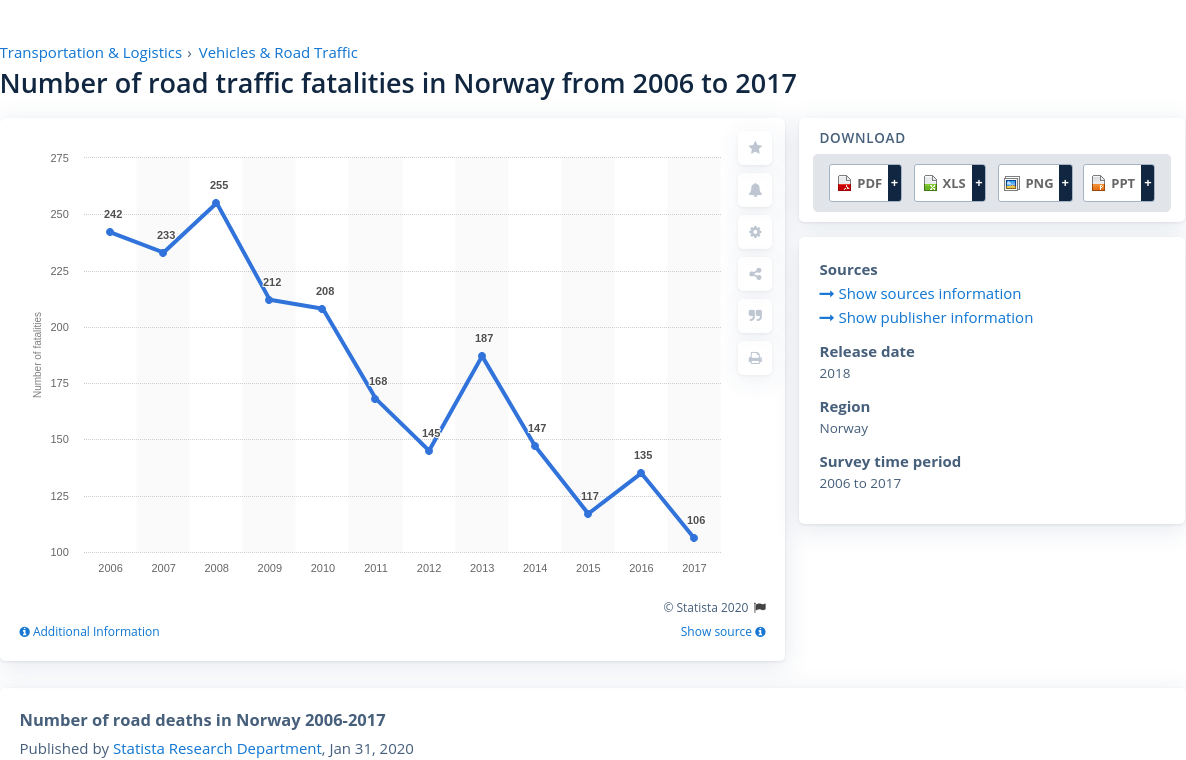 Transportation & Logistics › Vehicles & Road Traffic
Number of road traffic fatalities in Norway from 2006 to 2017
Number of fatalities
275
250
225
200
175
150
125
100
242
233
255
212
208
168
145
187
147
117
135
106
2006 2007 2008 2009 2010 2011 2012 2013 2014 2015 2016 2017
© Statista 2020
Additional Information
Show source
DOWNLOAD
PDF + XLS + PNG + PPT +
Sources
Show sources information
Show publisher information
Release date
2018
Region
Norway
Survey time period
2006 to 2017
Number of road deaths in Norway 2006-2017
Published by Statista Research Department, Jan 31, 2020